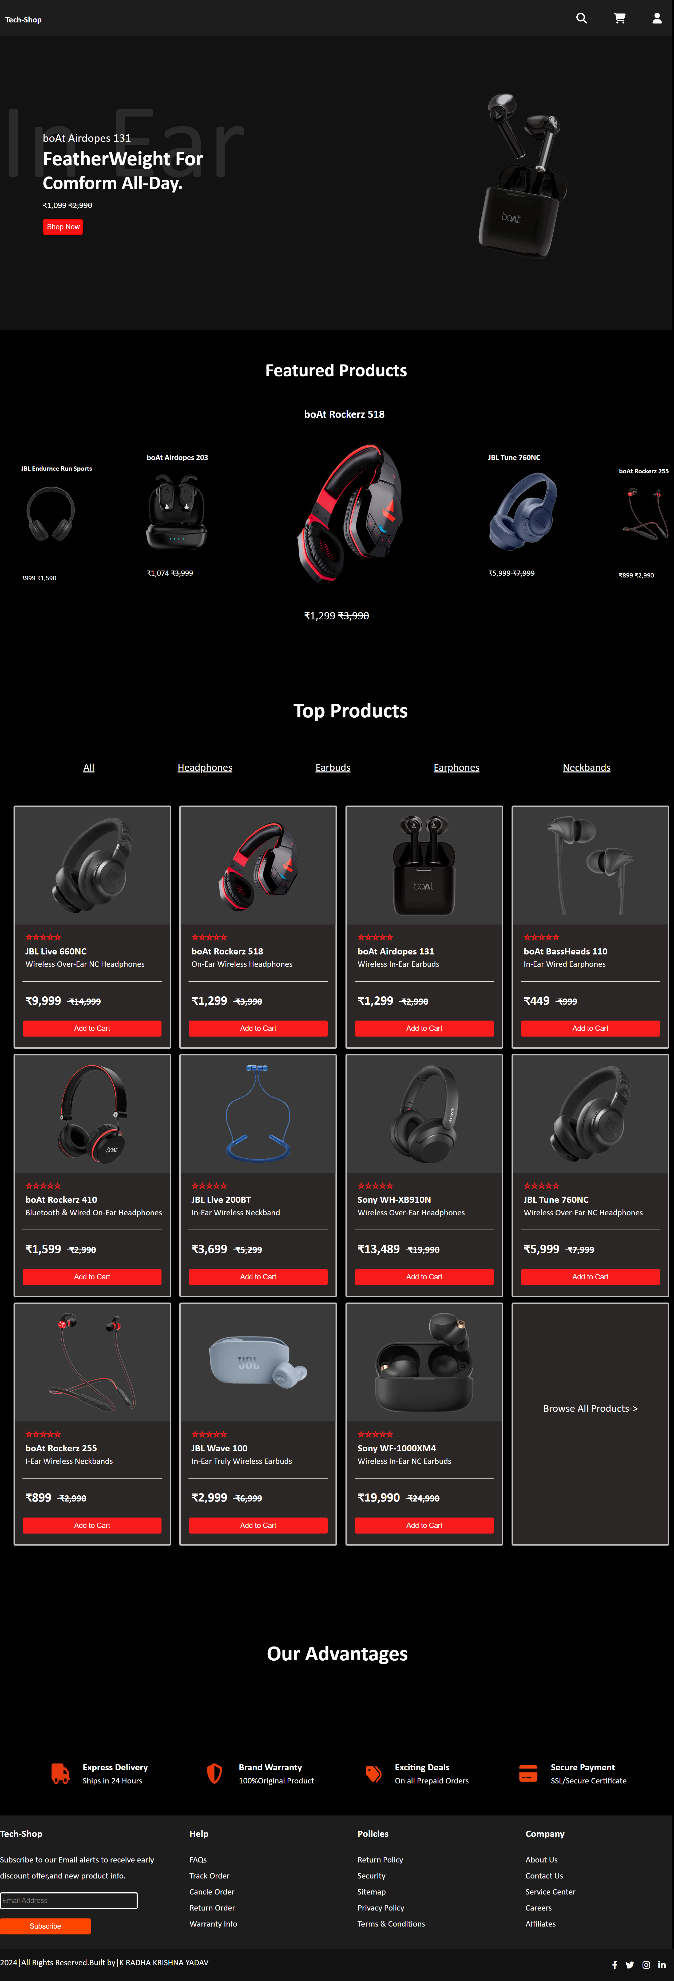 Tech-Shop
In Ear
boAt Airdopes 131
FeatherWeight For
Comform All-Day.
₹1,099 ₹2,990
Shop Now
boAt
Featured Products
boAt Rockerz 518
boAt Airdopes 203
JBL Tune 760NC
JBL Endurnce Run Sports
boAt Rockerz 255
₹1,074 ₹3,999
₹5,999 ₹7,999
₹999 ₹1,590
₹899 ₹2,990
₹1,299 ₹3,990
Top Products
All Headphones Earbuds Earphones Neckbands
boAt
☆☆☆☆☆ ☆☆☆☆☆ ☆☆☆☆☆ ☆☆☆☆☆
JBL Live 660NC boAt Rockerz 518 boAt Airdopes 131 boAt BassHeads 110
Wireless Over-Ear NC Headphones On-Ear Wireless Headphones Wireless In-Ear Earbuds In-Ear Wired Earphones
₹9,999 ₹14,999 ₹1,299 ₹3,990 ₹1,299 ₹2,990 ₹449 ₹999
Add to Cart Add to Cart Add to Cart Add to Cart
boAt
SONY
☆☆☆☆☆ ☆☆☆☆☆ ☆☆☆☆☆ ☆☆☆☆☆
boAt Rockerz 410 JBL Live 200BT Sony WH-XB910N JBL Tune 760NC
Bluetooth & Wired On-Ear Headphones In-Ear Wireless Neckband Wireless Over-Ear Headphones Wireless Over-Ear NC Headphones
₹1,599 ₹2,990 ₹3,699 ₹5,299 ₹13,489 ₹19,990 ₹5,999 ₹7,999
Add to Cart Add to Cart Add to Cart Add to Cart
JBL
Browse All Products->
☆☆☆☆☆ ☆☆☆☆☆ ☆☆☆☆☆
boAt Rockerz 255 JBL Wave 100 Sony WF-1000XM4
I-Ear Wireless Neckbands In-Ear Truly Wireless Earbuds Wireless In-Ear NC Earbuds
₹899 ₹2,990 ₹2,999 ₹6,999 ₹19,990 ₹24,990
Add to Cart Add to Cart Add to Cart
Our Advantages
Express Delivery Brand Warranty Exciting Deals Secure Payment
Ships in 24 Hours 100%Original Product On all Prepaid Orders SSL/Secure Certificate
Tech-Shop
Subscribe to our Email alerts to receive early
discount offer,and new product info.
Email Address
Subscribe
Help
FAQs
Track Order
Cancle Order
Return Order
Warranty Info
Policies
Return Policy
Security
Sitemap
Privacy Policy
Terms & Conditions
Company
About Us
Contact Us
Service Center
Careers
Affiliates
2024|All Rights Reserved.Built by|K RADHA KRISHNA YADAV